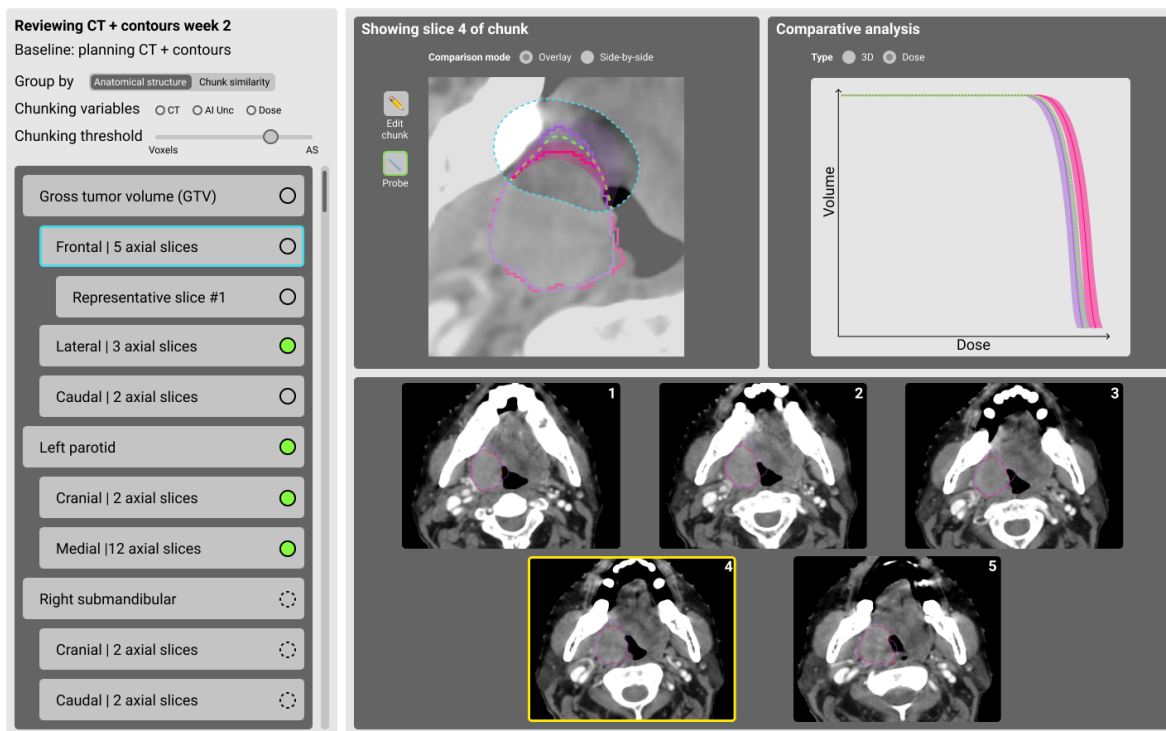 Reviewing CT + contours week 2
Baseline: planning CT + contours
Group by Anatomical structure Chunk similarity
Chunking variables CT AI Unc Dose
Chunking threshold
Voxels AS
Gross tumor volume (GTV)
Frontal | 5 axial slices
Representative slice #1
Lateral | 3 axial slices
Caudal | 2 axial slices
Left parotid
Cranial | 2 axial slices
Medial |12 axial slices
Right submandibular
Cranial | 2 axial slices
Caudal | 2 axial slices
Showing slice 4 of chunk
Comparison mode Overlay Side-by-side
Edit
chunk
Probe
Comparative analysis
Type 3D Dose
Volume
Dose
1
2
3
4
5